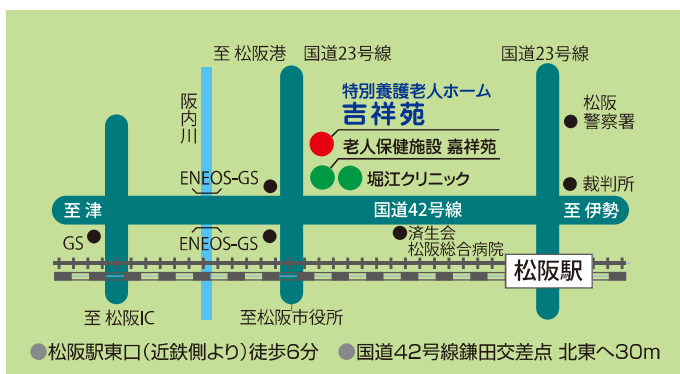 至 松阪港
国道23号線
国道23号線
阪内川
特別養護老人ホーム
吉祥苑
松阪
警察署
老人保健施設 嘉祥苑
ENEOS-GS
堀江クリニック
裁判所
至 津
国道42号線
至 伊勢
GS
ENEOS-GS
済生会
松阪総合病院
松阪駅
至 松阪IC
至松阪市役所
●松阪駅東口(近鉄側より)徒歩6分
●国道42号線鎌田交差点 北東へ30m